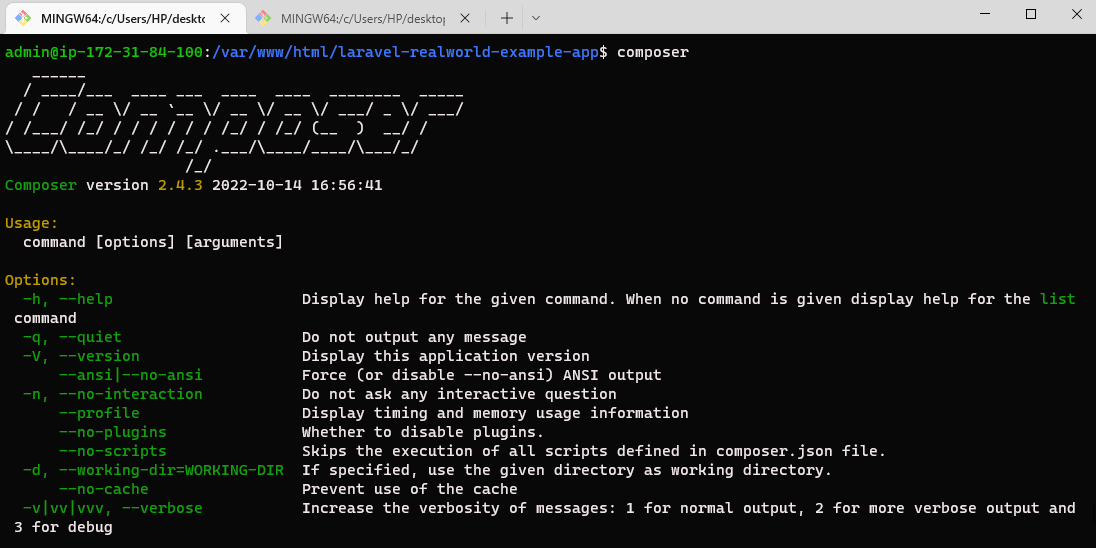 MINGW64:/c/Users/HP/deskto
MINGW64:/c/Users/HP/desktop
admin@ip-172-31-84-100:/var/www/html/laravel-realworld-example-app$ composer
   ______
  / ____/___  ____ ___  ____  ____  ________  _____
 / /   / __ \/ __ `__ \/ __ \/ __ \/ ___/ _ \/ ___/
/ /___/ /_/ / / / / / / /_/ / /_/ (__  )  __/ /
\____/\____/_/ /_/ /_/ .___/\____/____/\___/_/
                    /_/
Composer version 2.4.3 2022-10-14 16:56:41
Usage:
  command [options] [arguments]
Options:
  -h, --help                     Display help for the given command. When no command is given display help for the list
 command
  -q, --quiet                    Do not output any message
  -V, --version                  Display this application version
      --ansi|--no-ansi           Force (or disable --no-ansi) ANSI output
  -n, --no-interaction           Do not ask any interactive question
      --profile                  Display timing and memory usage information
      --no-plugins               Whether to disable plugins.
      --no-scripts               Skips the execution of all scripts defined in composer.json file.
  -d, --working-dir=WORKING-DIR  If specified, use the given directory as working directory.
      --no-cache                 Prevent use of the cache
  -v|vv|vvv, --verbose           Increase the verbosity of messages: 1 for normal output, 2 for more verbose output and
 3 for debug